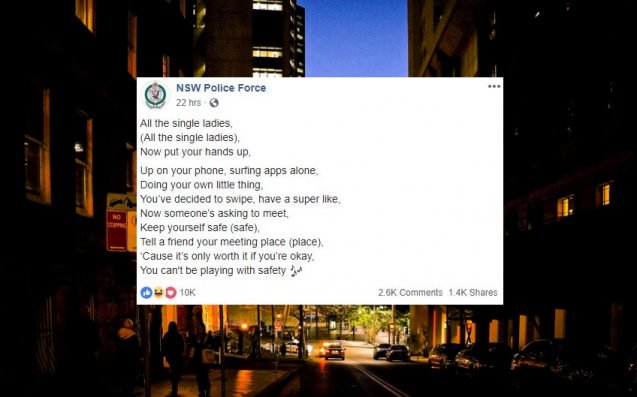 NSW Police Force
22 hrs ·
All the single ladies,
(All the single ladies),
Now put your hands up,
Up on your phone, surfing apps alone,
Doing your own little thing,
You've decided to swipe, have a super like,
Now someone's asking to meet,
Keep yourself safe (safe),
Tell a friend your meeting place (place),
'Cause it's only worth it if you're okay,
You can't be playing with safety 🎶
10K 2.6K Comments 1.4K Shares
NO
STOPPING